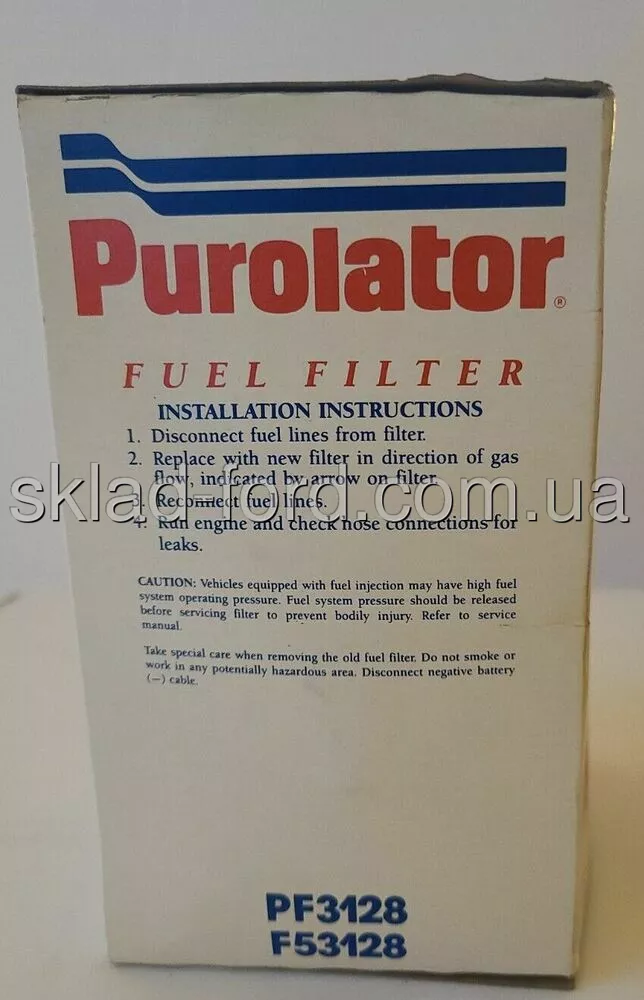 Purolator®
FUEL FILTER
INSTALLATION INSTRUCTIONS
1. Disconnect fuel lines from filter.
2. Replace with new filter in direction of gas
flow, indicated by arrow on filter.
3. Reconnect fuel lines.
sklad-ford.com.ua
4. Run engine and check hose connections for
leaks.
CAUTION: Vehicles equipped with fuel injection may have high fuel
system operating pressure. Fuel system pressure should be released
before servicing filter to prevent bodily injury. Refer to service
manual.
Take special care when removing the old fuel filter. Do not smoke or
work in any potentially hazardous area. Disconnect negative battery
(−) cable.
PF3128
F53128